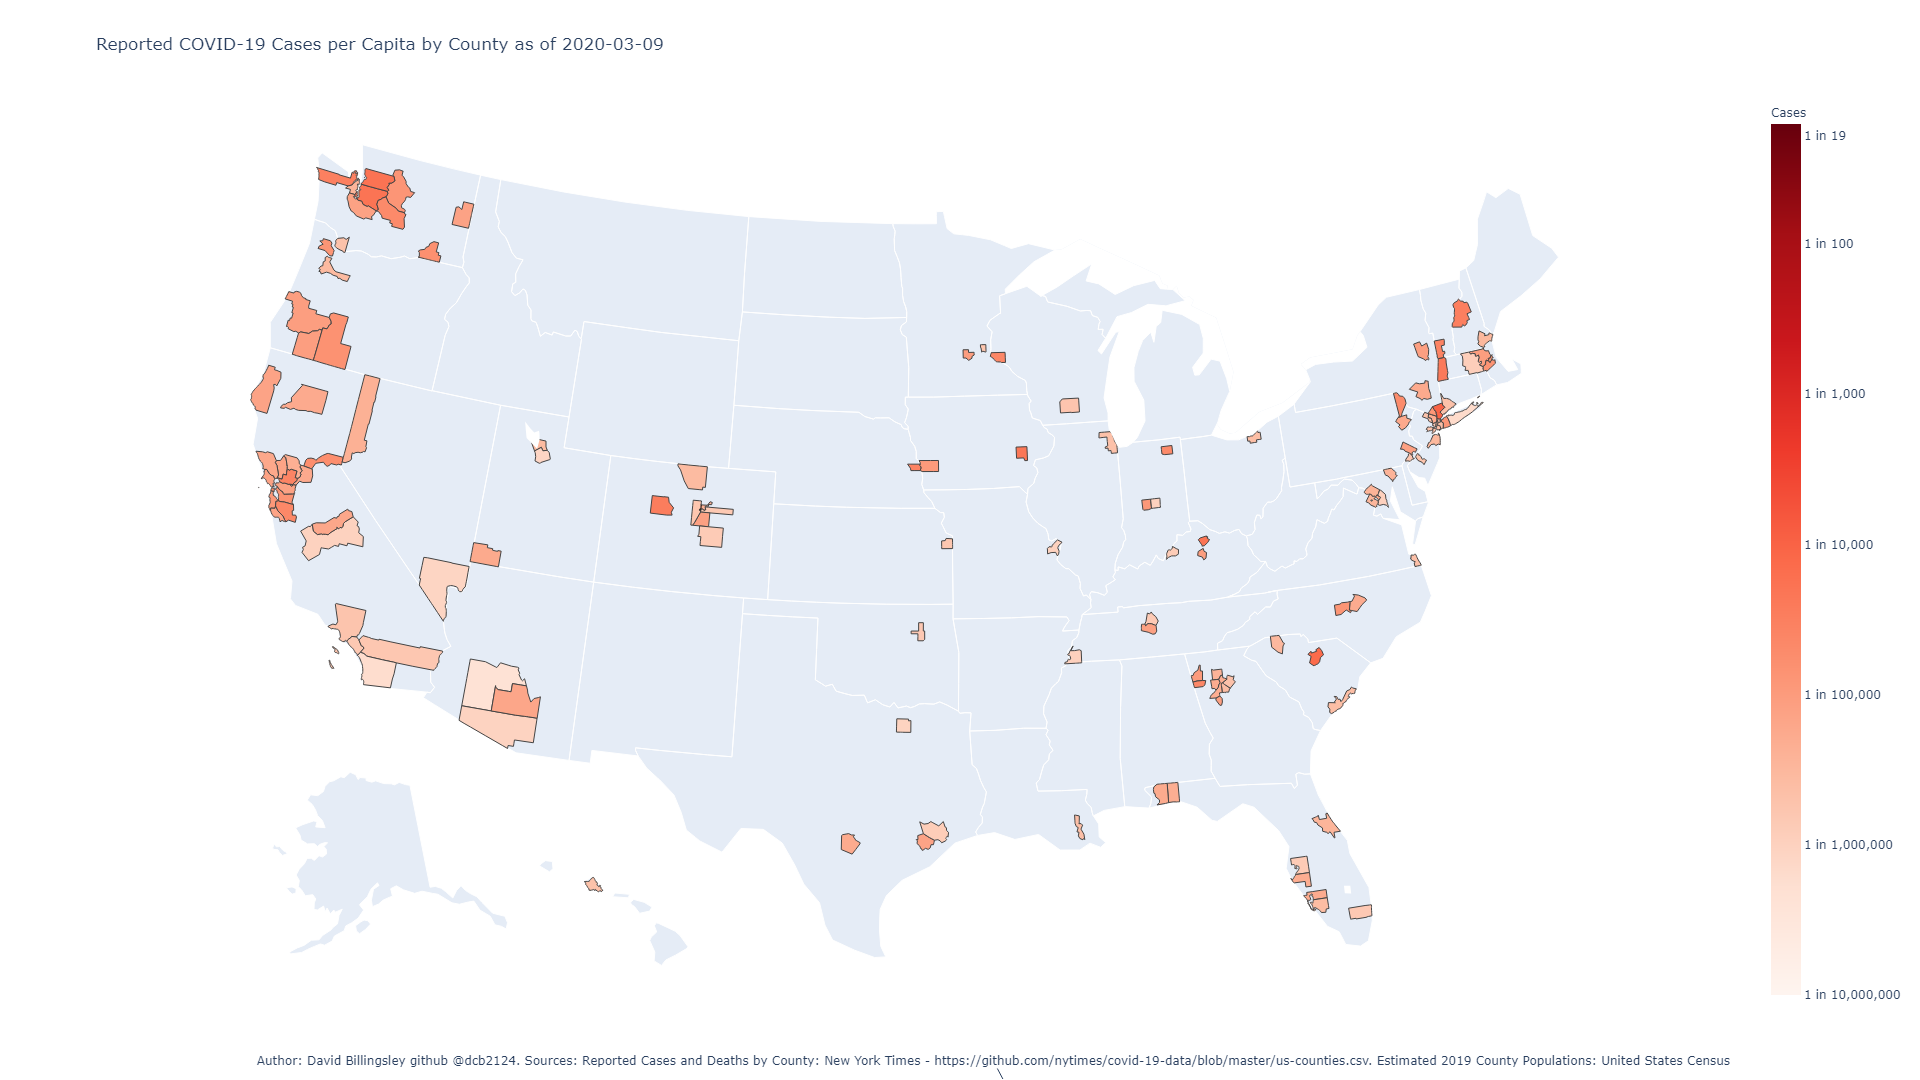 Reported COVID-19 Cases per Capita by County as of 2020-03-09
Cases
1 in 19
1 in 100
1 in 1,000
1 in 10,000
1 in 100,000
1 in 1,000,000
1 in 10,000,000
Author: David Billingsley github @dcb2124. Sources: Reported Cases and Deaths by County: New York Times - https://github.com/nytimes/covid-19-data/blob/master/us-counties.csv. Estimated 2019 County Populations: United States Census